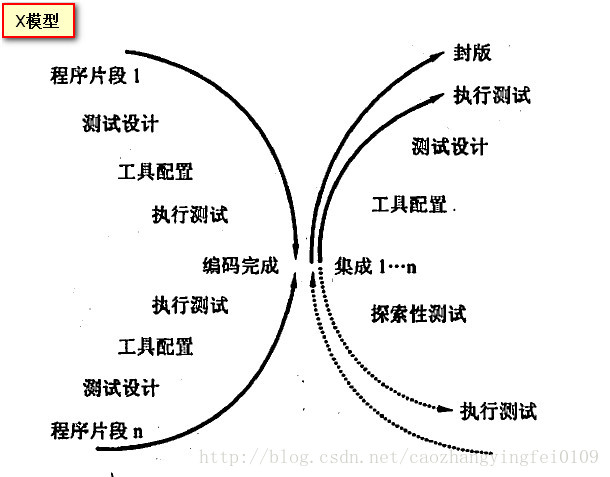 X模型
程序片段 1
测试设计
工具配置
执行测试
编码完成
执行测试
工具配置
测试设计
程序片段 n
封版
执行测试
测试设计
工具配置
集成 1…n
探索性测试
执行测试
http://blog.csdn.net/caozhangyingfei0109